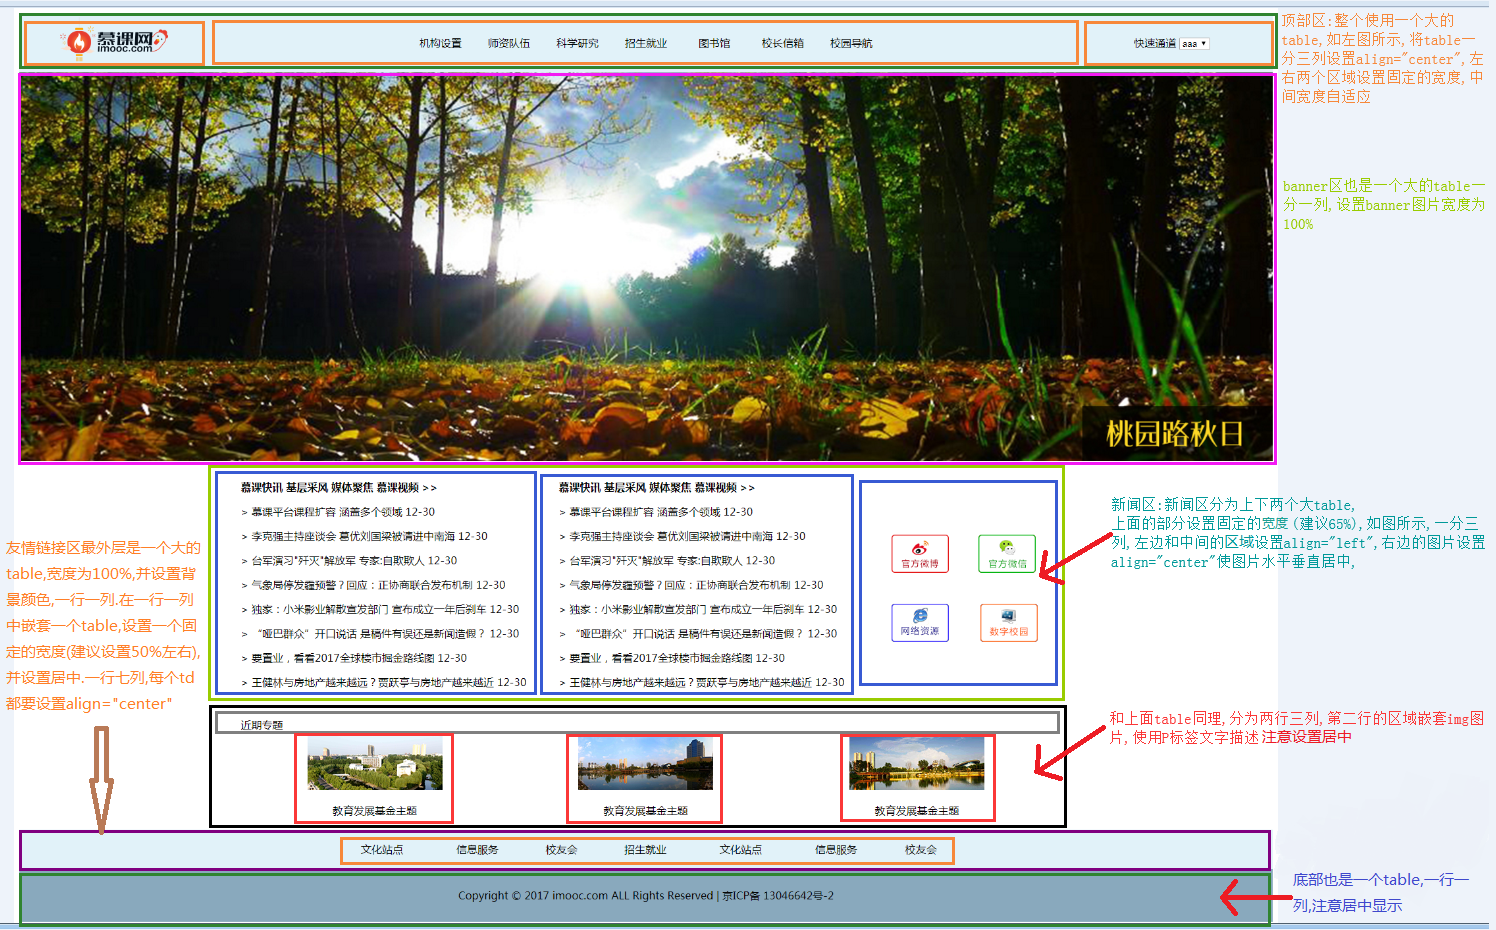 慕课网
imooc.com
机构设置 师资队伍 科学研究 招生就业 图书馆 校长信箱 校园导航
快速通道 aaa
顶部区:整个使用一个大的
table,如左图所示,将table一
分三列设置align="center",左
右两个区域设置固定的宽度,中
间宽度自适应
banner区也是一个大的table一
分一列,设置banner图片宽度为
100%
桃园路秋日
慕课快讯 基层采风 媒体聚焦 慕课视频 >>
> 慕课平台课程扩容 涵盖多个领域 12-30
> 李克强主持座谈会 葛优刘国梁被请进中南海 12-30
> 台军演习"歼灭"解放军 专家:自欺欺人 12-30
> 气象局停发霾预警？回应：正协商联合发布机制 12-30
> 独家：小米影业解散宣发部门 宣布成立一年后刹车 12-30
> “哑巴群众”开口说话 是稿件有误还是新闻造假？ 12-30
> 要置业，看看2017全球楼市掘金路线图 12-30
> 王健林与房地产越来越远？贾跃亭与房地产越来越近 12-30
慕课快讯 基层采风 媒体聚焦 慕课视频 >>
> 慕课平台课程扩容 涵盖多个领域 12-30
> 李克强主持座谈会 葛优刘国梁被请进中南海 12-30
> 台军演习"歼灭"解放军 专家:自欺欺人 12-30
> 气象局停发霾预警？回应：正协商联合发布机制 12-30
> 独家：小米影业解散宣发部门 宣布成立一年后刹车 12-30
> “哑巴群众”开口说话 是稿件有误还是新闻造假？ 12-30
> 要置业，看看2017全球楼市掘金路线图 12-30
> 王健林与房地产越来越远？贾跃亭与房地产越来越近 12-30
官方微博 官方微信
网络资源 数字校园
新闻区:新闻区分为上下两个大table,
上面的部分设置固定的宽度(建议65%),如图所示,一分三
列,左边和中间的区域设置align="left",右边的图片设置
align="center"使图片水平垂直居中,
友情链接区最外层是一个大的
table,宽度为100%,并设置背
景颜色,一行一列.在一行一列
中嵌套一个table,设置一个固
定的宽度(建议设置50%左右),
并设置居中.一行七列,每个td
都要设置align="center"
近期专题
教育发展基金主题 教育发展基金主题 教育发展基金主题
和上面table同理,分为两行三列,第二行的区域嵌套img图
片,使用P标签文字描述注意设置居中
文化站点 信息服务 校友会 招生就业 文化站点 信息服务 校友会
Copyright © 2017 imooc.com ALL Rights Reserved | 京ICP备 13046642号-2
底部也是一个table,一行一
列,注意居中显示